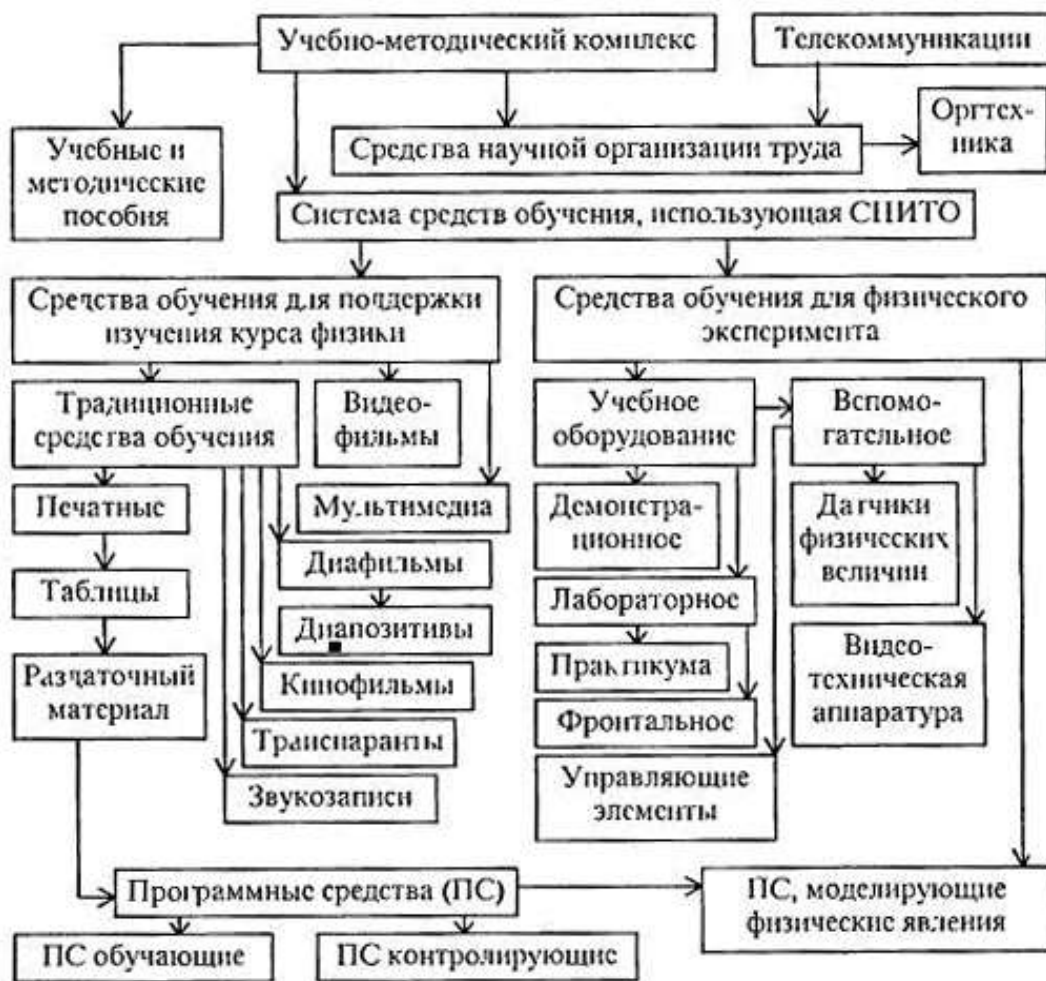 Учебно-методический комплекс
Телекоммуникации
Оргтех-
ника
Учебные и
методические
пособия
Средства научной организации труда
Система средств обучения, использующая СНИТО
Средства обучения для поддержки
изучения курса физики
Средства обучения для физического
эксперимента
Традиционные
средства обучения
Видео-
фильмы
Учебное
оборудование
Вспомо-
гательное
Печатные
Мультимедиа
Демонстра-
ционное
Датчики
физических
величин
Диафильмы
Таблицы
Лабораторное
Диапозитивы
Раздаточный
материал
Кинофильмы
Практикума
Видео-
техническая
аппаратура
Транспаранты
Фронтальное
Звукозаписи
Управляющие
элементы
Программные средства (ПС)
ПС, моделирующие
физические явления
ПС обучающие
ПС контролирующие